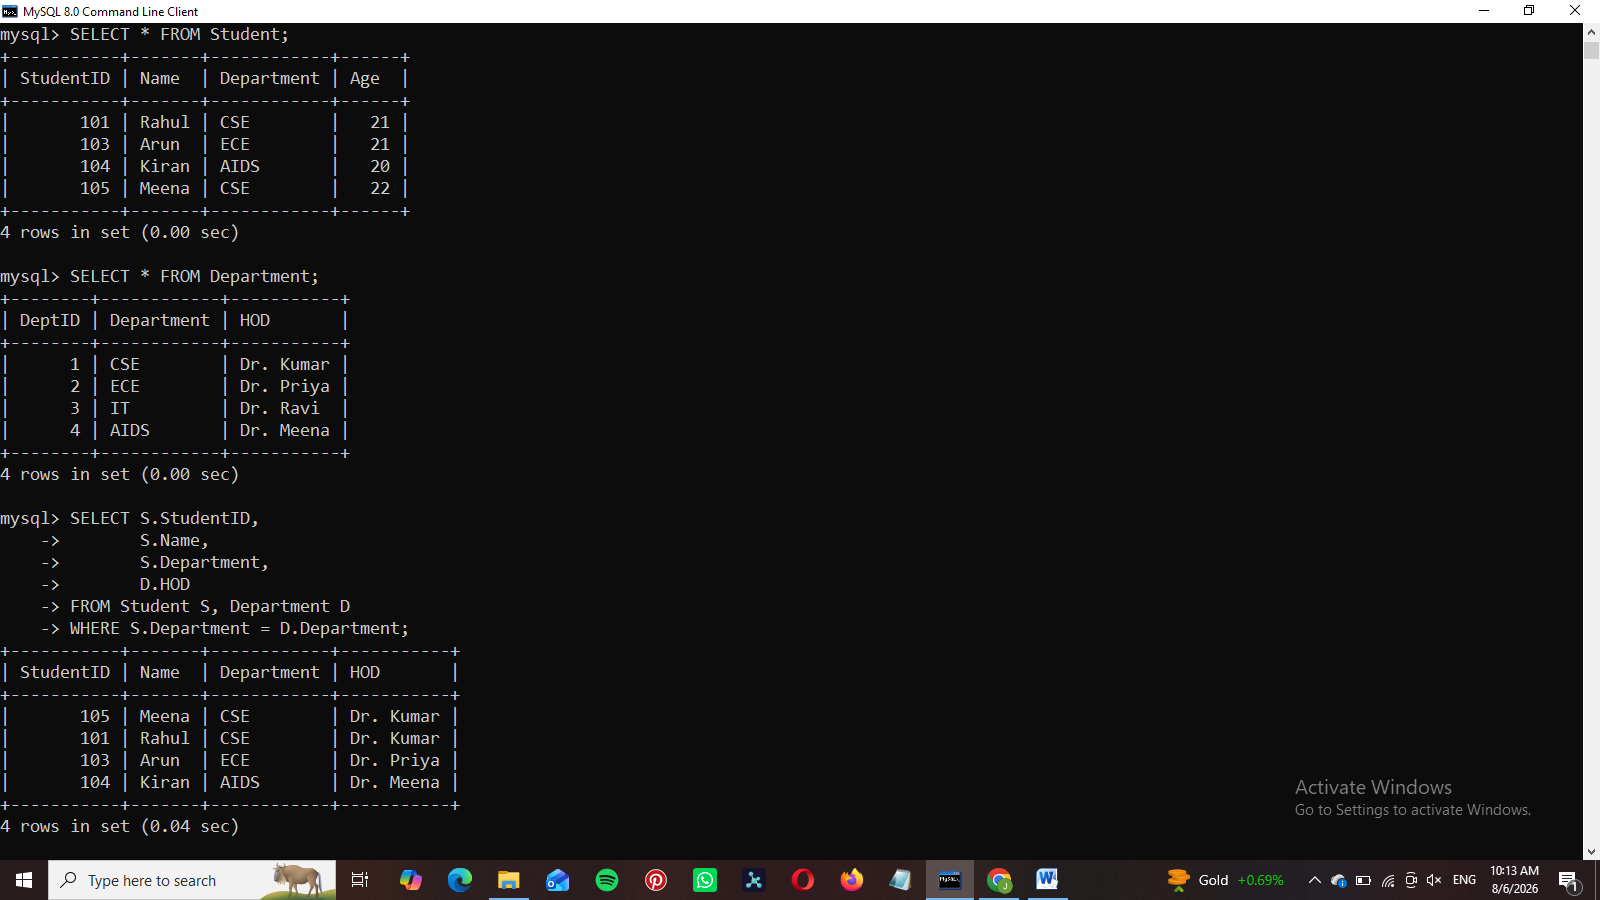 MySQL 8.0 Command Line Client
mysql> SELECT * FROM Student;
+-----------+-------+------------+------+
| StudentID | Name  | Department | Age  |
+-----------+-------+------------+------+
|       101 | Rahul | CSE        |   21 |
|       103 | Arun  | ECE        |   21 |
|       104 | Kiran | AIDS       |   20 |
|       105 | Meena | CSE        |   22 |
+-----------+-------+------------+------+
4 rows in set (0.00 sec)
mysql> SELECT * FROM Department;
+--------+------------+-----------+
| DeptID | Department | HOD       |
+--------+------------+-----------+
|      1 | CSE        | Dr. Kumar |
|      2 | ECE        | Dr. Priya |
|      3 | IT         | Dr. Ravi  |
|      4 | AIDS       | Dr. Meena |
+--------+------------+-----------+
4 rows in set (0.00 sec)
mysql> SELECT S.StudentID,
    ->        S.Name,
    ->        S.Department,
    ->        D.HOD
    -> FROM Student S, Department D
    -> WHERE S.Department = D.Department;
+-----------+-------+------------+-----------+
| StudentID | Name  | Department | HOD       |
+-----------+-------+------------+-----------+
|       105 | Meena | CSE        | Dr. Kumar |
|       101 | Rahul | CSE        | Dr. Kumar |
|       103 | Arun  | ECE        | Dr. Priya |
|       104 | Kiran | AIDS       | Dr. Meena |
+-----------+-------+------------+-----------+
4 rows in set (0.04 sec)
Activate Windows
Go to Settings to activate Windows.
Type here to search
Gold +0.69%
ENG
10:13 AM
8/6/2026
1